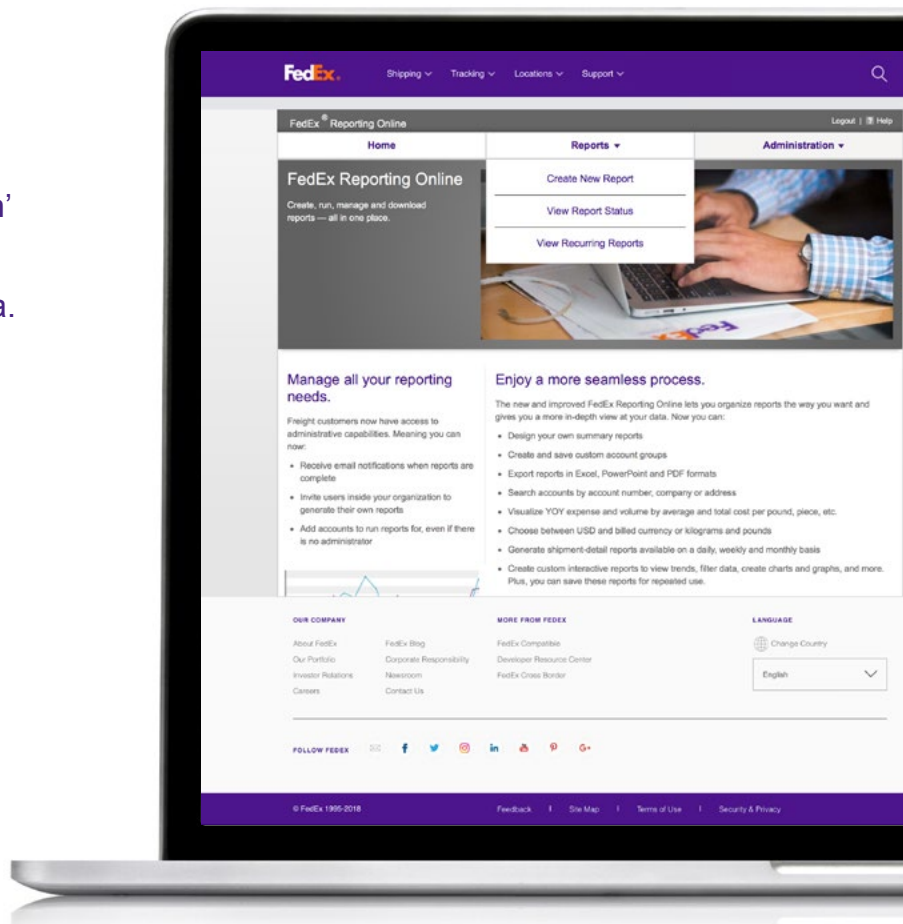 n’
a.
FedEx®
Shipping Tracking Locations Support
FedEx® Reporting Online
Logout | Help
Home Reports Administration
FedEx Reporting Online
Create, run, manage and download
reports — all in one place.
Create New Report
View Report Status
View Recurring Reports
FedEx
Manage all your reporting
needs.
Freight customers now have access to
administrative capabilities. Meaning you can
now:
• Receive email notifications when reports are
complete
• Invite users inside your organization to
generate their own reports
• Add accounts to run reports for, even if there
is no administrator
Enjoy a more seamless process.
The new and improved FedEx Reporting Online lets you organize reports the way you want and
gives you a more in-depth view at your data. Now you can:
• Design your own summary reports
• Create and save custom account groups
• Export reports in Excel, PowerPoint and PDF formats
• Search accounts by account number, company or address
• Visualize YOY expense and volume by average and total cost per pound, piece, etc.
• Choose between USD and billed currency or kilograms and pounds
• Generate shipment-detail reports available on a daily, weekly and monthly basis
• Create custom interactive reports to view trends, filter data, create charts and graphs, and more.
Plus, you can save these reports for repeated use.
OUR COMPANY
About FedEx
Our Portfolio
Investor Relations
Careers
FedEx Blog
Corporate Responsibility
Newsroom
Contact Us
MORE FROM FEDEX
FedEx Compatible
Developer Resource Center
FedEx Cross Border
LANGUAGE
Change Country
English
FOLLOW FEDEX
© FedEx 1995-2018
Feedback | Site Map | Terms of Use | Security & Privacy